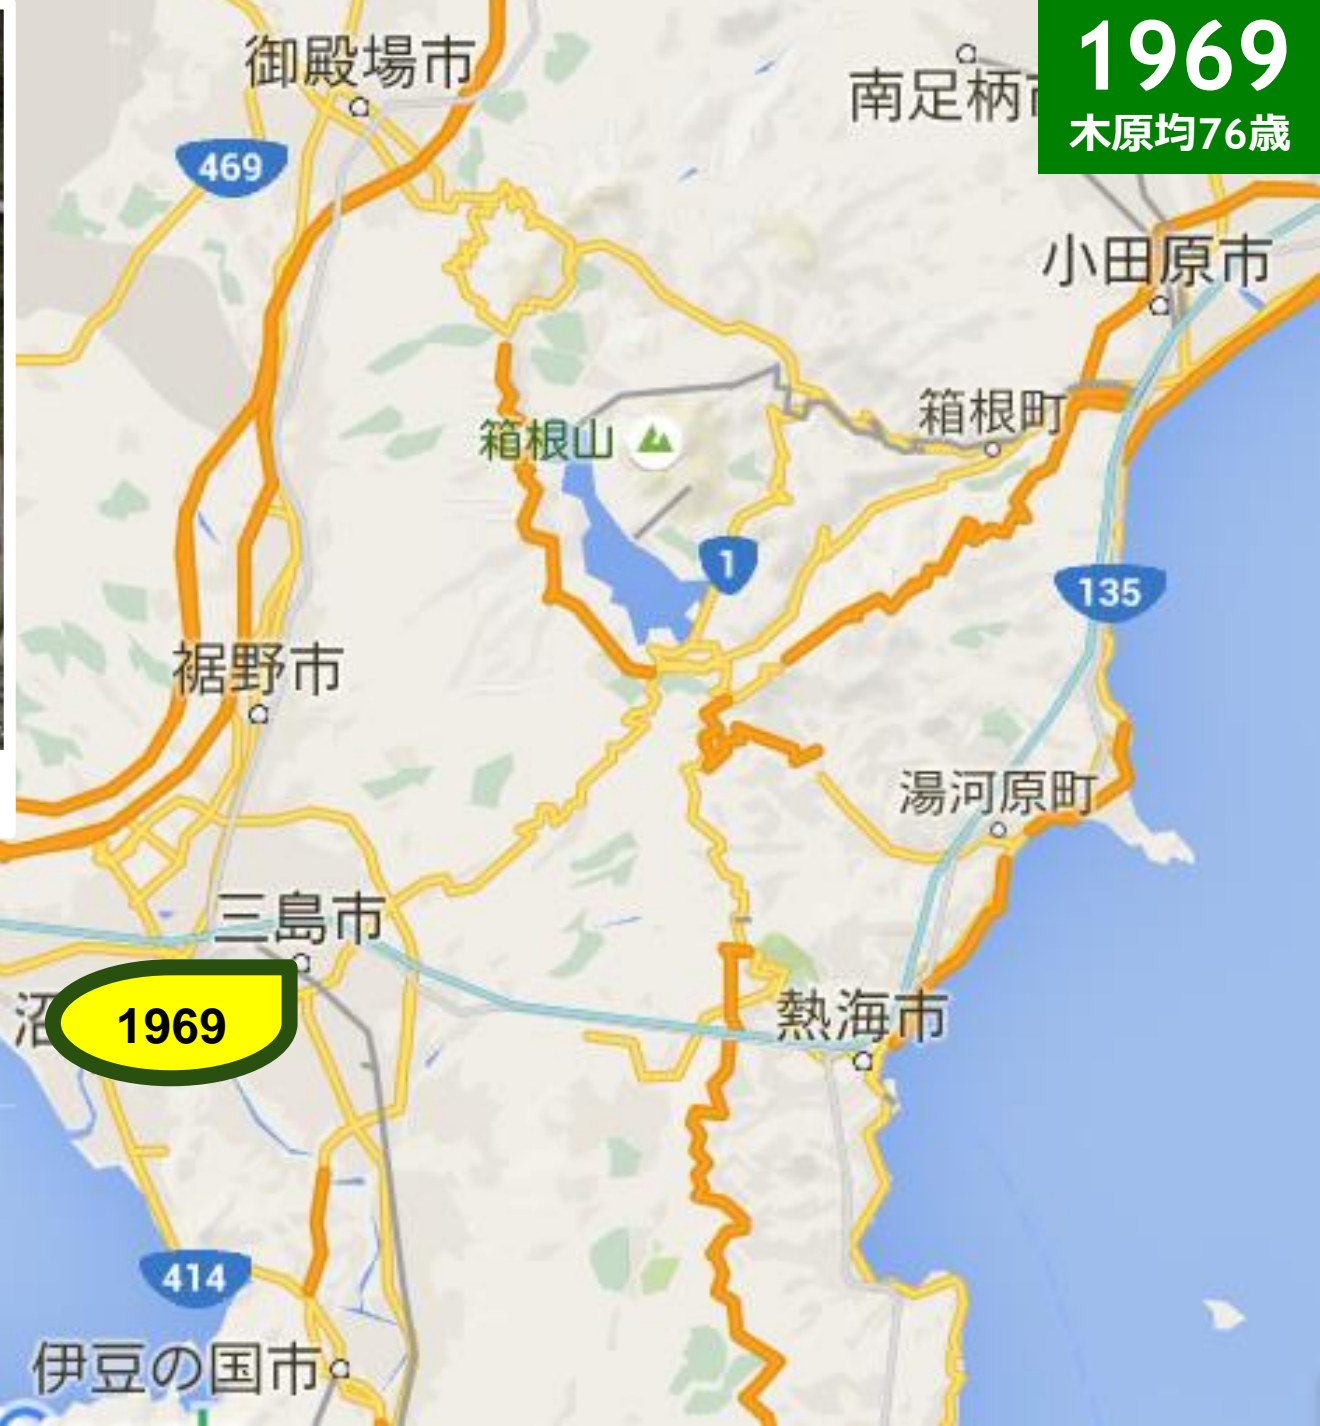 御殿場市
南足柄市
1969
木原均76歳
469
小田原市
箱根町
箱根山
1
135
裾野市
湯河原町
三島市
沼
1969
熱海市
414
伊豆の国市